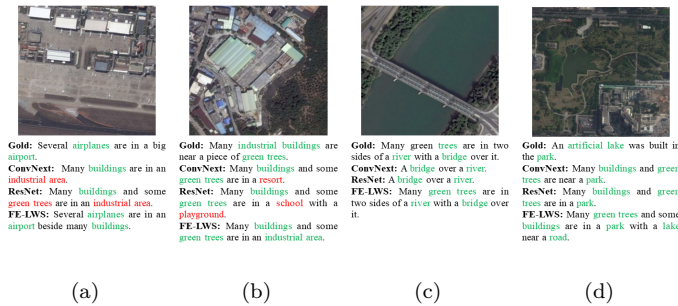 Gold: Several airplanes are in a big
airport.
ConvNext: Many buildings are in an
industrial area.
ResNet: Many buildings and some
green trees are in an industrial area.
FE-LWS: Several airplanes are in an
airport beside many buildings.
(a)
Gold: Many industrial buildings are
near a piece of green trees.
ConvNext: Many buildings and some
green trees are in a resort.
ResNet: Many buildings and some
green trees are in a school with a
playground.
FE-LWS: Many buildings and some
green trees are in an industrial area.
(b)
Gold: Many green trees are in two
sides of a river with a bridge over it.
ConvNext: A bridge over a river.
ResNet: A bridge over a river.
FE-LWS: Many green trees are in
two sides of a river with a bridge over
it.
(c)
Gold: An artificial lake was built in
the park.
ConvNext: Many buildings and green
trees are near a park.
ResNet: Many buildings and green
trees are in a park.
FE-LWS: Many green trees and some
buildings are in a park with a lake
near a road.
(d)